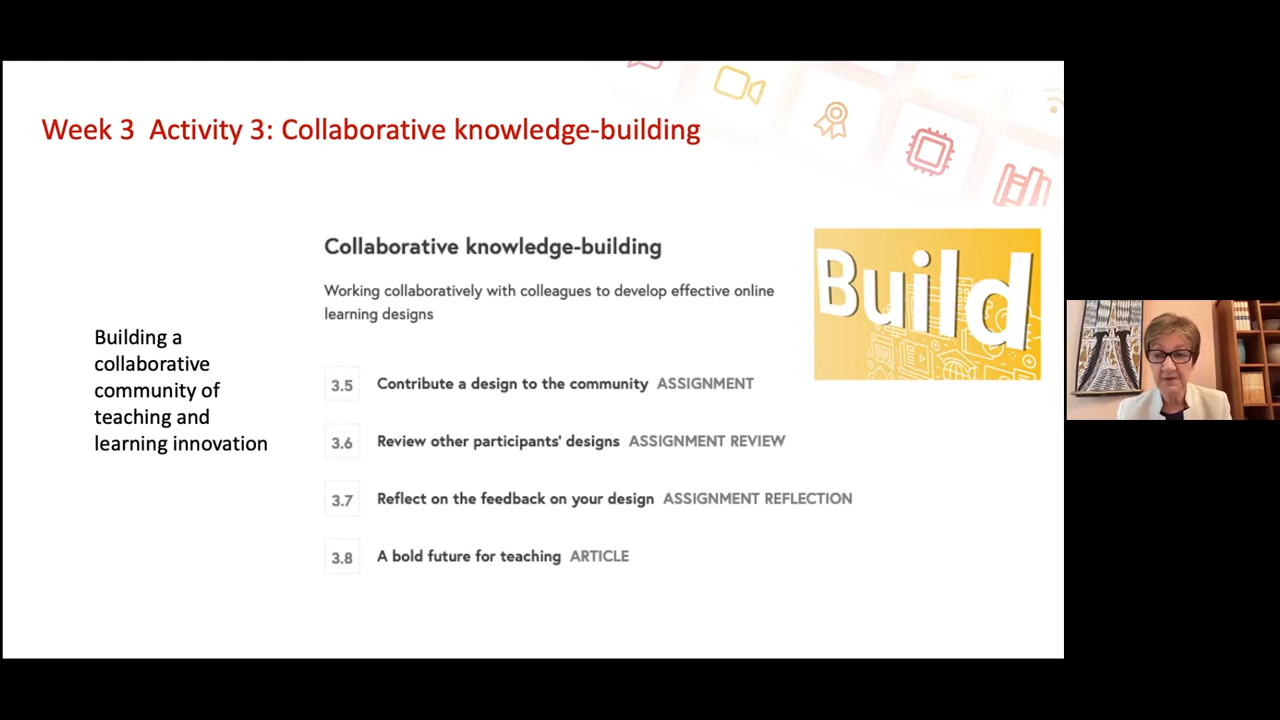 Week 3 Activity 3: Collaborative knowledge-building
Collaborative knowledge-building
Working collaboratively with colleagues to develop effective online
learning designs
Build
Building a
collaborative
community of
teaching and
learning innovation
3.5 Contribute a design to the community ASSIGNMENT
3.6 Review other participants' designs ASSIGNMENT REVIEW
3.7 Reflect on the feedback on your design ASSIGNMENT REFLECTION
3.8 A bold future for teaching ARTICLE